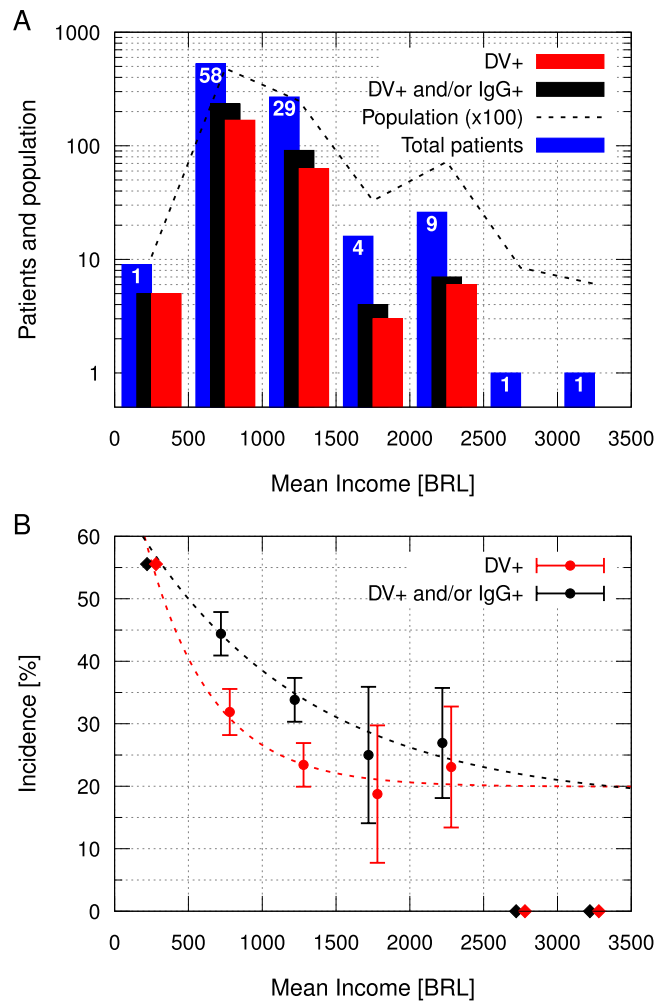 A
1000
100
10
1
Patients and population
DV+
DV+ and/or IgG+
Population (x100)
Total patients
1
58
29
4
9
1
1
0 500 1000 1500 2000 2500 3000 3500
Mean Income [BRL]
B
60
50
40
30
20
10
0
Incidence [%]
DV+
DV+ and/or IgG+
0 500 1000 1500 2000 2500 3000 3500
Mean Income [BRL]